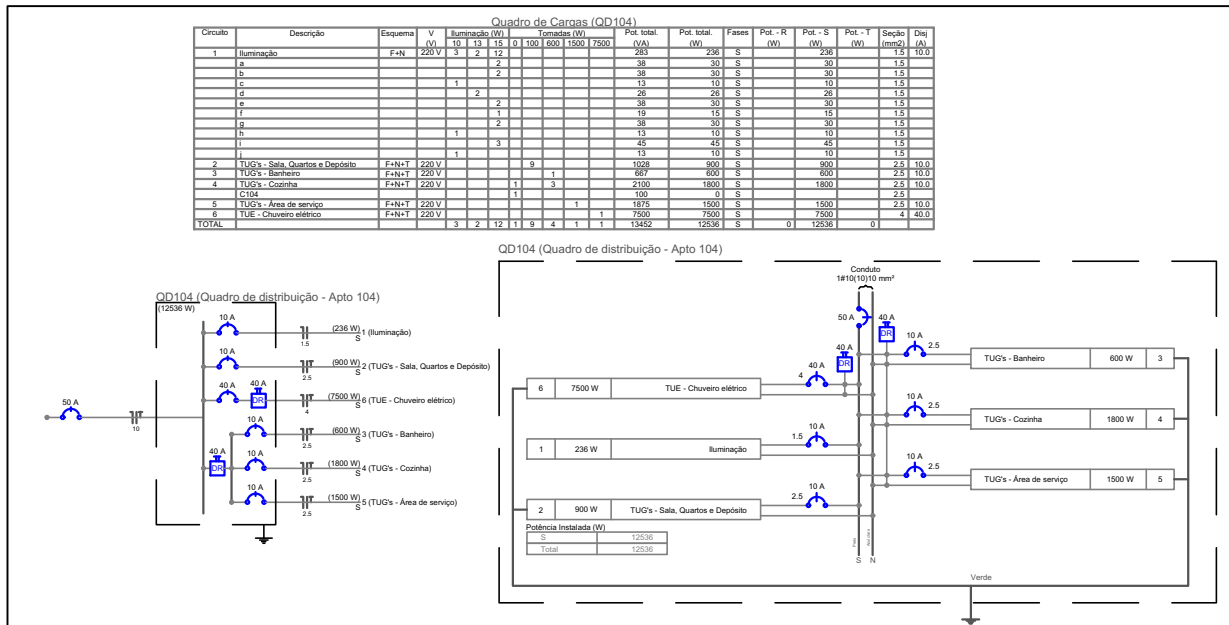 Quadro de Cargas (QD104)
Circuito Descrição Esquema V (V) Iluminação (W) Tomadas (W) Pot. total. (VA) Pot. total. (W) Fases Pot. - R (W) Pot. - S (W) Pot. - T (W) Seção (mm2) Disj (A)
10 13 15 0 100 600 1500 7500
1 Iluminação F+N 220 V 3 2 12 283 236 S 236 1.5 10.0
a 2 38 30 S 30 1.5
b 2 38 30 S 30 1.5
c 1 13 10 S 10 1.5
d 2 26 26 S 26 1.5
e 2 38 30 S 30 1.5
f 1 19 15 S 15 1.5
g 2 38 30 S 30 1.5
h 1 13 10 S 10 1.5
i 3 45 45 S 45 1.5
j 1 13 10 S 10 1.5
2 TUG's - Sala, Quartos e Depósito F+N+T 220 V 9 1028 900 S 900 2.5 10.0
3 TUG's - Banheiro F+N+T 220 V 1 667 600 S 600 2.5 10.0
4 TUG's - Cozinha F+N+T 220 V 1 3 2100 1800 S 1800 2.5 10.0
C104 1 100 0 S 2.5
5 TUG's - Área de serviço F+N+T 220 V 1 1875 1500 S 1500 2.5 10.0
6 TUE - Chuveiro elétrico F+N+T 220 V 1 7500 7500 S 7500 4 40.0
TOTAL 3 2 12 1 9 4 1 1 13452 12536 S 0 12536 0
QD104 (Quadro de distribuição - Apto 104)
(12536 W)
50 A
10
10 A 1.5 (236 W) S 1 (Iluminação)
10 A 2.5 (900 W) S 2 (TUG's - Sala, Quartos e Depósito)
40 A 40 A DR 4 (7500 W) S 6 (TUE - Chuveiro elétrico)
10 A 2.5 (600 W) S 3 (TUG's - Banheiro)
40 A DR 10 A 2.5 (1800 W) S 4 (TUG's - Cozinha)
10 A 2.5 (1500 W) S 5 (TUG's - Área de serviço)
QD104 (Quadro de distribuição - Apto 104)
Conduto
1#10(10)10 mm²
50 A 40 A DR
40 A DR
10 A 2.5 TUG's - Banheiro 600 W 3
6 7500 W TUE - Chuveiro elétrico 4 40 A
10 A 2.5 TUG's - Cozinha 1800 W 4
1 236 W Iluminação 1.5 10 A
10 A 2.5 TUG's - Área de serviço 1500 W 5
2 900 W TUG's - Sala, Quartos e Depósito 2.5 10 A
Potência Instalada (W)
S 12536
Total 12536
S N
Verde